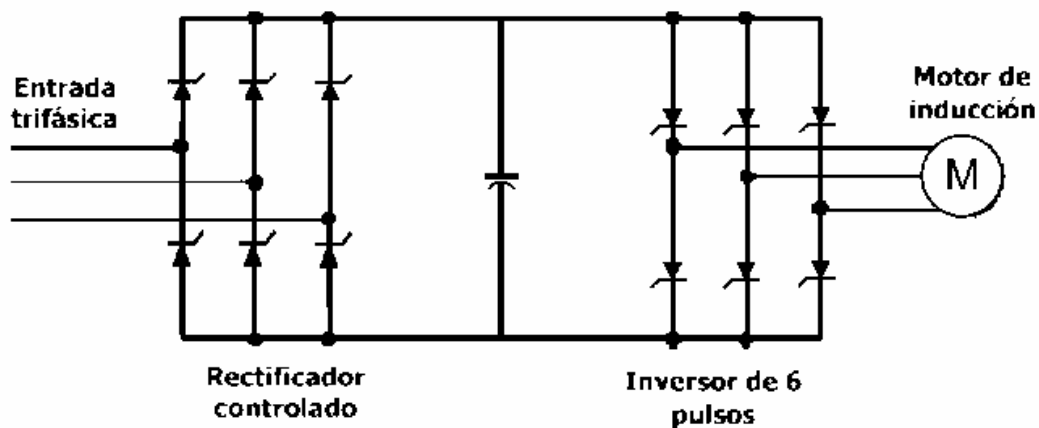 Entrada
trifásica
Motor de
inducción
M
Rectificador
controlado
Inversor de 6
pulsos